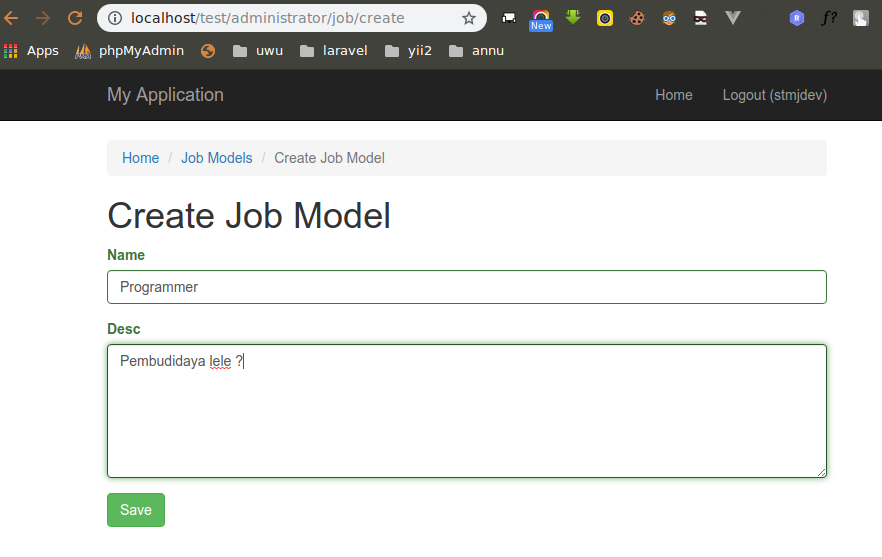 localhost/test/administrator/job/create
New
f?
Apps phpMyAdmin uwu laravel yii2 annu
My Application Home Logout (stmjdev)
Home / Job Models / Create Job Model
Create Job Model
Name
Programmer
Desc
Pembudidaya lele ?
Save